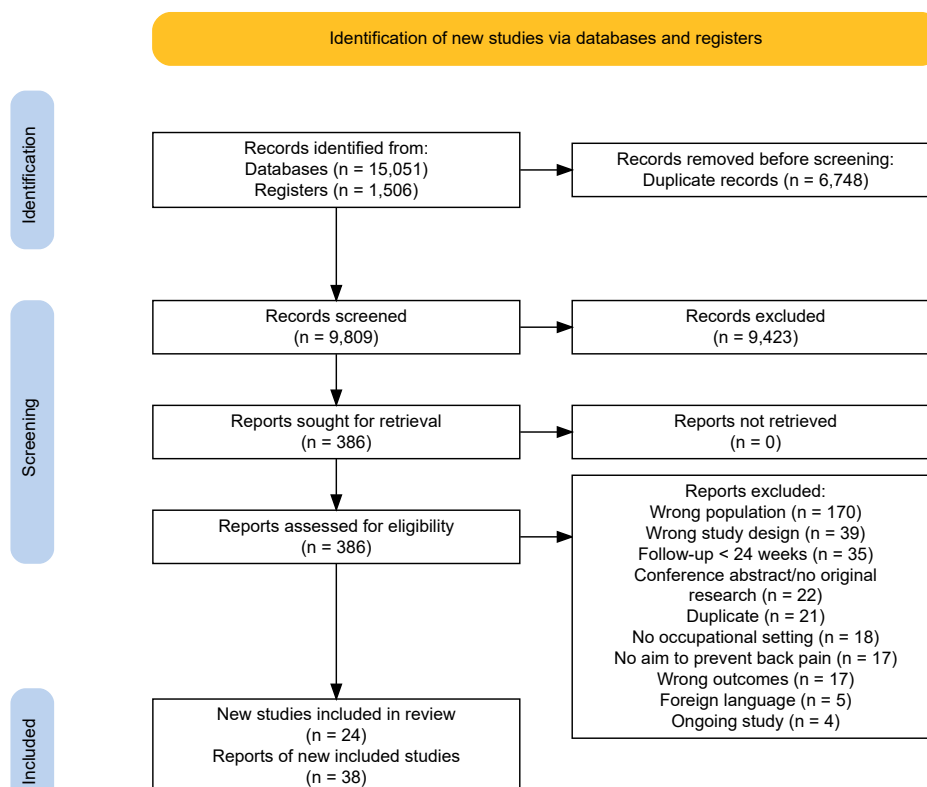 Identification of new studies via databases and registers
Identification
Records identified from:
Databases (n = 15,051)
Registers (n = 1,506)
Records removed before screening:
Duplicate records (n = 6,748)
Screening
Records screened
(n = 9,809)
Records excluded
(n = 9,423)
Reports sought for retrieval
(n = 386)
Reports not retrieved
(n = 0)
Reports assessed for eligibility
(n = 386)
Reports excluded:
Wrong population (n = 170)
Wrong study design (n = 39)
Follow-up < 24 weeks (n = 35)
Conference abstract/no original
research (n = 22)
Duplicate (n = 21)
No occupational setting (n = 18)
No aim to prevent back pain (n = 17)
Wrong outcomes (n = 17)
Foreign language (n = 5)
Ongoing study (n = 4)
Included
New studies included in review
(n = 24)
Reports of new included studies
(n = 38)